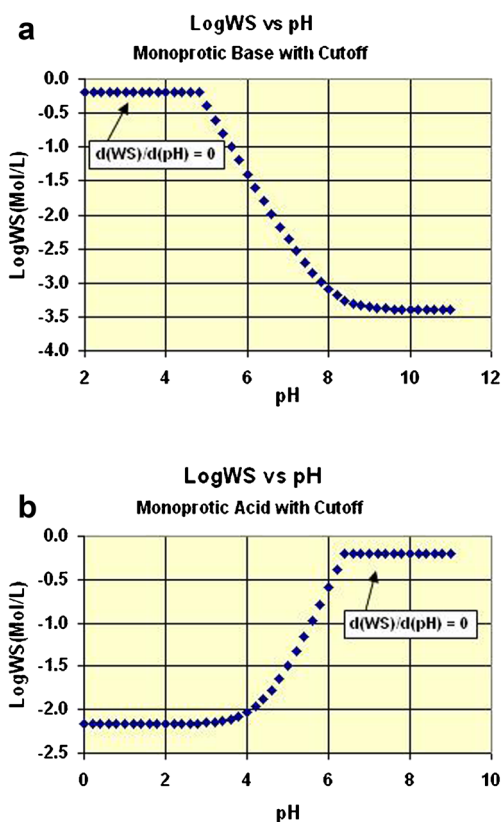 a
LogWS vs pH
Monoprotic Base with Cutoff
LogWS(Mol/L)
0.0
-0.5
-1.0
-1.5
-2.0
-2.5
-3.0
-3.5
-4.0
d(WS)/d(pH) = 0
2 4 6 8 10 12
pH
b
LogWS vs pH
Monoprotic Acid with Cutoff
LogWS(Mol/L)
0.0
-0.5
-1.0
-1.5
-2.0
-2.5
d(WS)/d(pH) = 0
0 2 4 6 8 10
pH